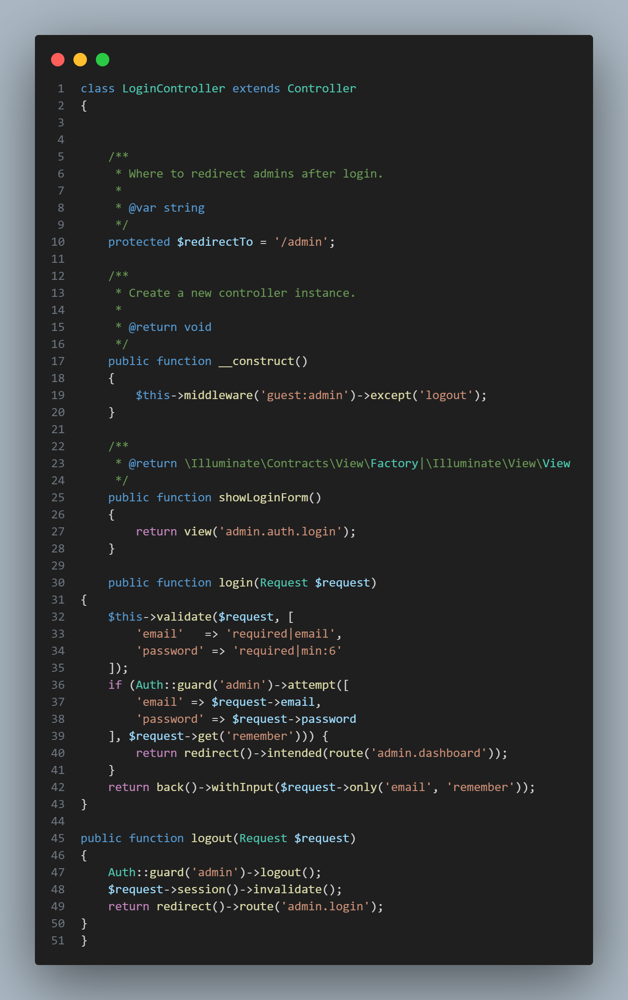 1 class LoginController extends Controller
2 {
3
4
5     /**
6      * Where to redirect admins after login.
7      *
8      * @var string
9      */
10     protected $redirectTo = '/admin';
11
12     /**
13      * Create a new controller instance.
14      *
15      * @return void
16      */
17     public function __construct()
18     {
19         $this->middleware('guest:admin')->except('logout');
20     }
21
22     /**
23      * @return \Illuminate\Contracts\View\Factory|\Illuminate\View\View
24      */
25     public function showLoginForm()
26     {
27         return view('admin.auth.login');
28     }
29
30     public function login(Request $request)
31 {
32     $this->validate($request, [
33         'email'   => 'required|email',
34         'password' => 'required|min:6'
35     ]);
36     if (Auth::guard('admin')->attempt([
37         'email' => $request->email,
38         'password' => $request->password
39     ], $request->get('remember'))) {
40         return redirect()->intended(route('admin.dashboard'));
41     }
42     return back()->withInput($request->only('email', 'remember'));
43 }
44
45 public function logout(Request $request)
46 {
47     Auth::guard('admin')->logout();
48     $request->session()->invalidate();
49     return redirect()->route('admin.login');
50 }
51 }